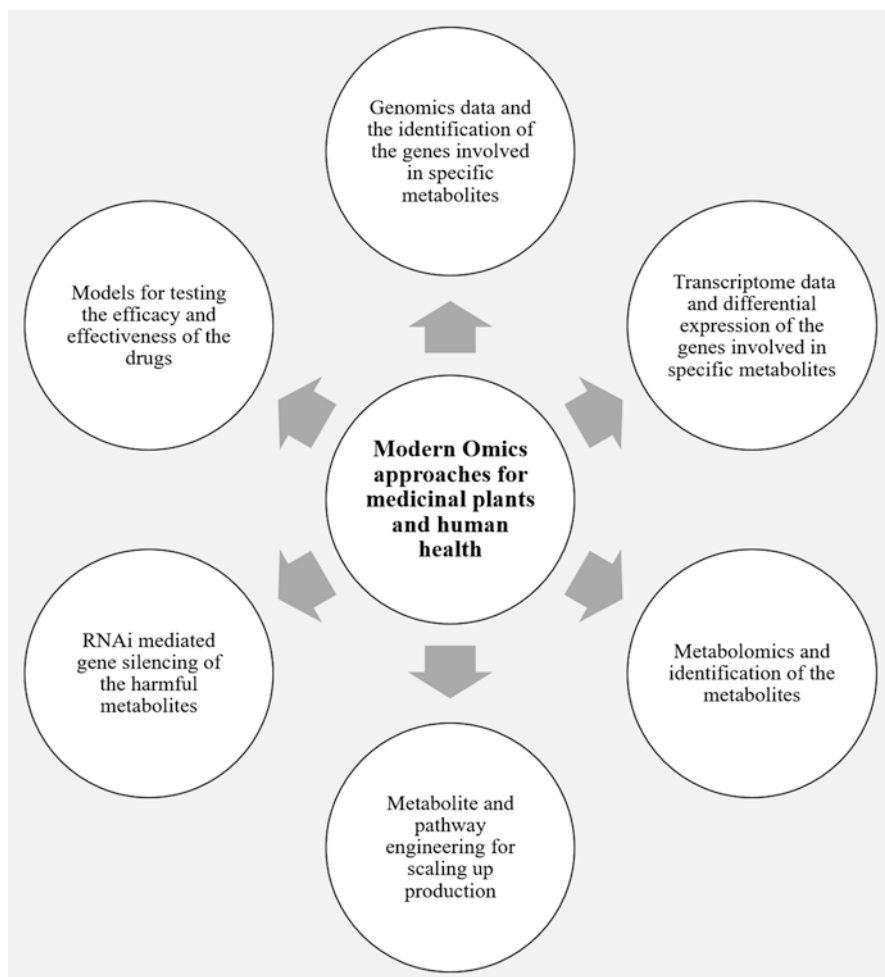 Genomics data and
the identification of
the genes involved
in specific
metabolites
Transcriptome data
and differential
expression of the
genes involved in
specific metabolites
Metabolomics and
identification of the
metabolites
Metabolite and
pathway
engineering for
scaling up
production
RNAi mediated
gene silencing of
the harmful
metabolites
Models for testing
the efficacy and
effectiveness of the
drugs
Modern Omics
approaches for
medicinal plants
and human
health